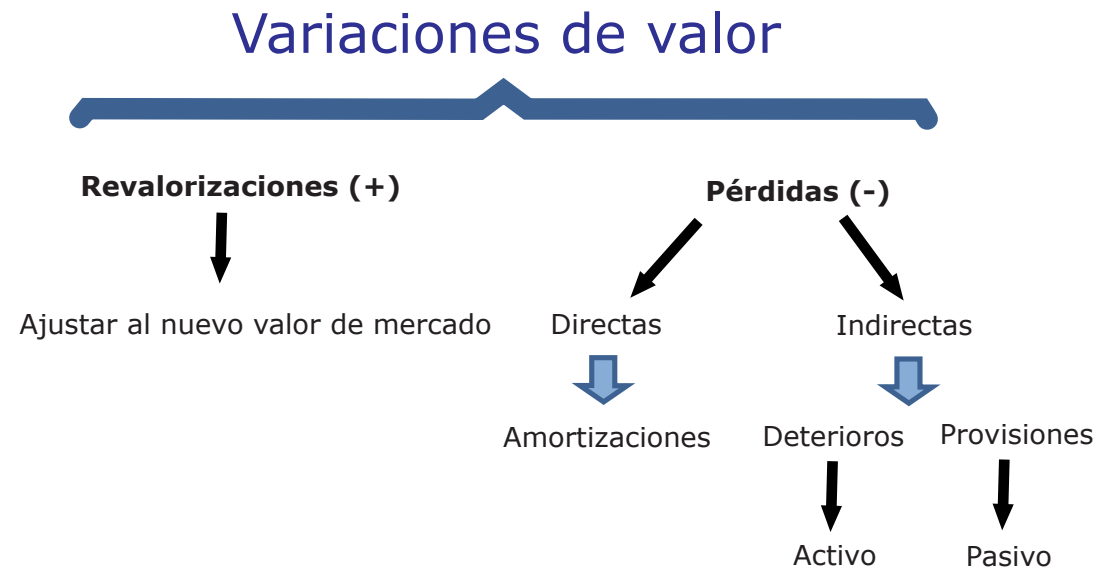 Variaciones de valor
Revalorizaciones (+)
Pérdidas (-)
Ajustar al nuevo valor de mercado
Directas
Indirectas
Amortizaciones
Deterioros
Provisiones
Activo
Pasivo